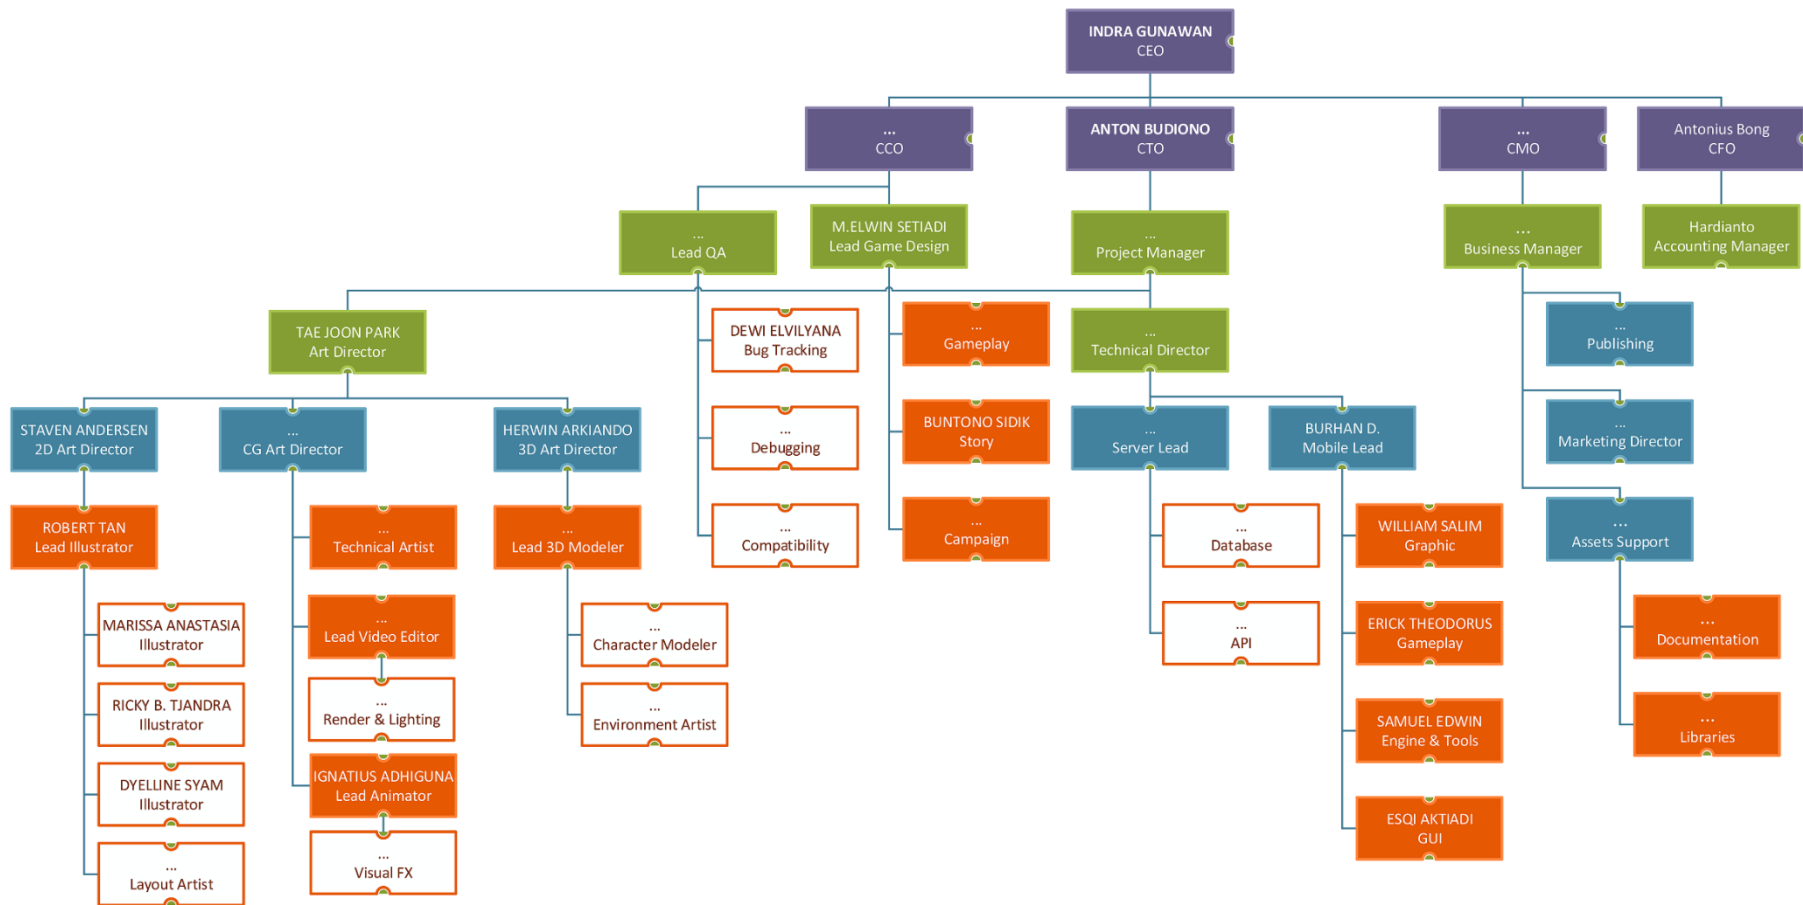 INDRA GUNAWAN
CEO
...
CCO
ANTON BUDIONO
CTO
...
CMO
Antonius Bong
CFO
...
Lead QA
M.ELWIN SETIADI
Lead Game Design
...
Project Manager
...
Business Manager
Hardianto
Accounting Manager
TAE JOON PARK
Art Director
DEWI ELVILYANA
Bug Tracking
...
Gameplay
...
Technical Director
...
Publishing
STAVEN ANDERSEN
2D Art Director
...
CG Art Director
HERWIN ARKIANDO
3D Art Director
...
Debugging
BUNTONO SIDIK
Story
...
Server Lead
BURHAN D.
Mobile Lead
...
Marketing Director
ROBERT TAN
Lead Illustrator
...
Technical Artist
...
Lead 3D Modeler
...
Compatibility
...
Campaign
...
Database
WILLIAM SALIM
Graphic
...
Assets Support
MARISSA ANASTASIA
Illustrator
...
Lead Video Editor
...
Character Modeler
...
API
ERICK THEODORUS
Gameplay
...
Documentation
RICKY B. TJANDRA
Illustrator
...
Render & Lighting
...
Environment Artist
SAMUEL EDWIN
Engine & Tools
...
Libraries
DYELLINE SYAM
Illustrator
IGNATIUS ADHIGUNA
Lead Animator
ESQI AKTIADI
GUI
...
Layout Artist
...
Visual FX